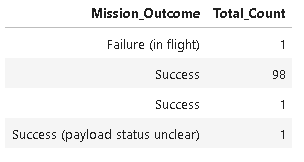 Mission_Outcome Total_Count
Failure (in flight) 1
Success 98
Success 1
Success (payload status unclear) 1